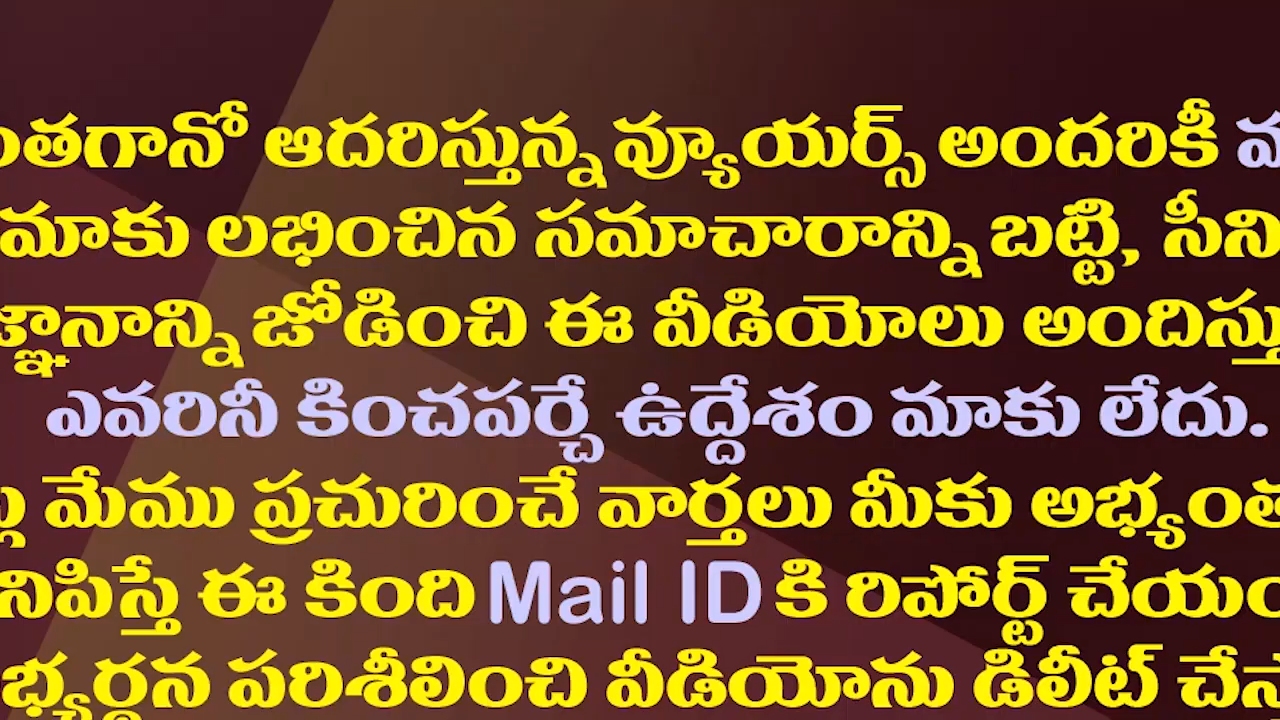 ంతగానో ఆదరిస్తున్న వ్యూయర్స్ అందరికీ
మాకు లభించిన సమాచారాన్ని బట్టి, సీని
జ్ఞానాన్ని జోడించి ఈ వీడియోలు అందిస్తు
ఎవరినీ కించపర్చే ఉద్దేశం మాకు లేదు.
మేము ప్రచురించే వార్తలు మీకు అభ్యంత
నిపిస్తే ఈ కింది Mail ID కి రిపోర్ట్ చేయం
భ్యర్థన పరిశీలించి వీడియోను డిలీట్ చేస